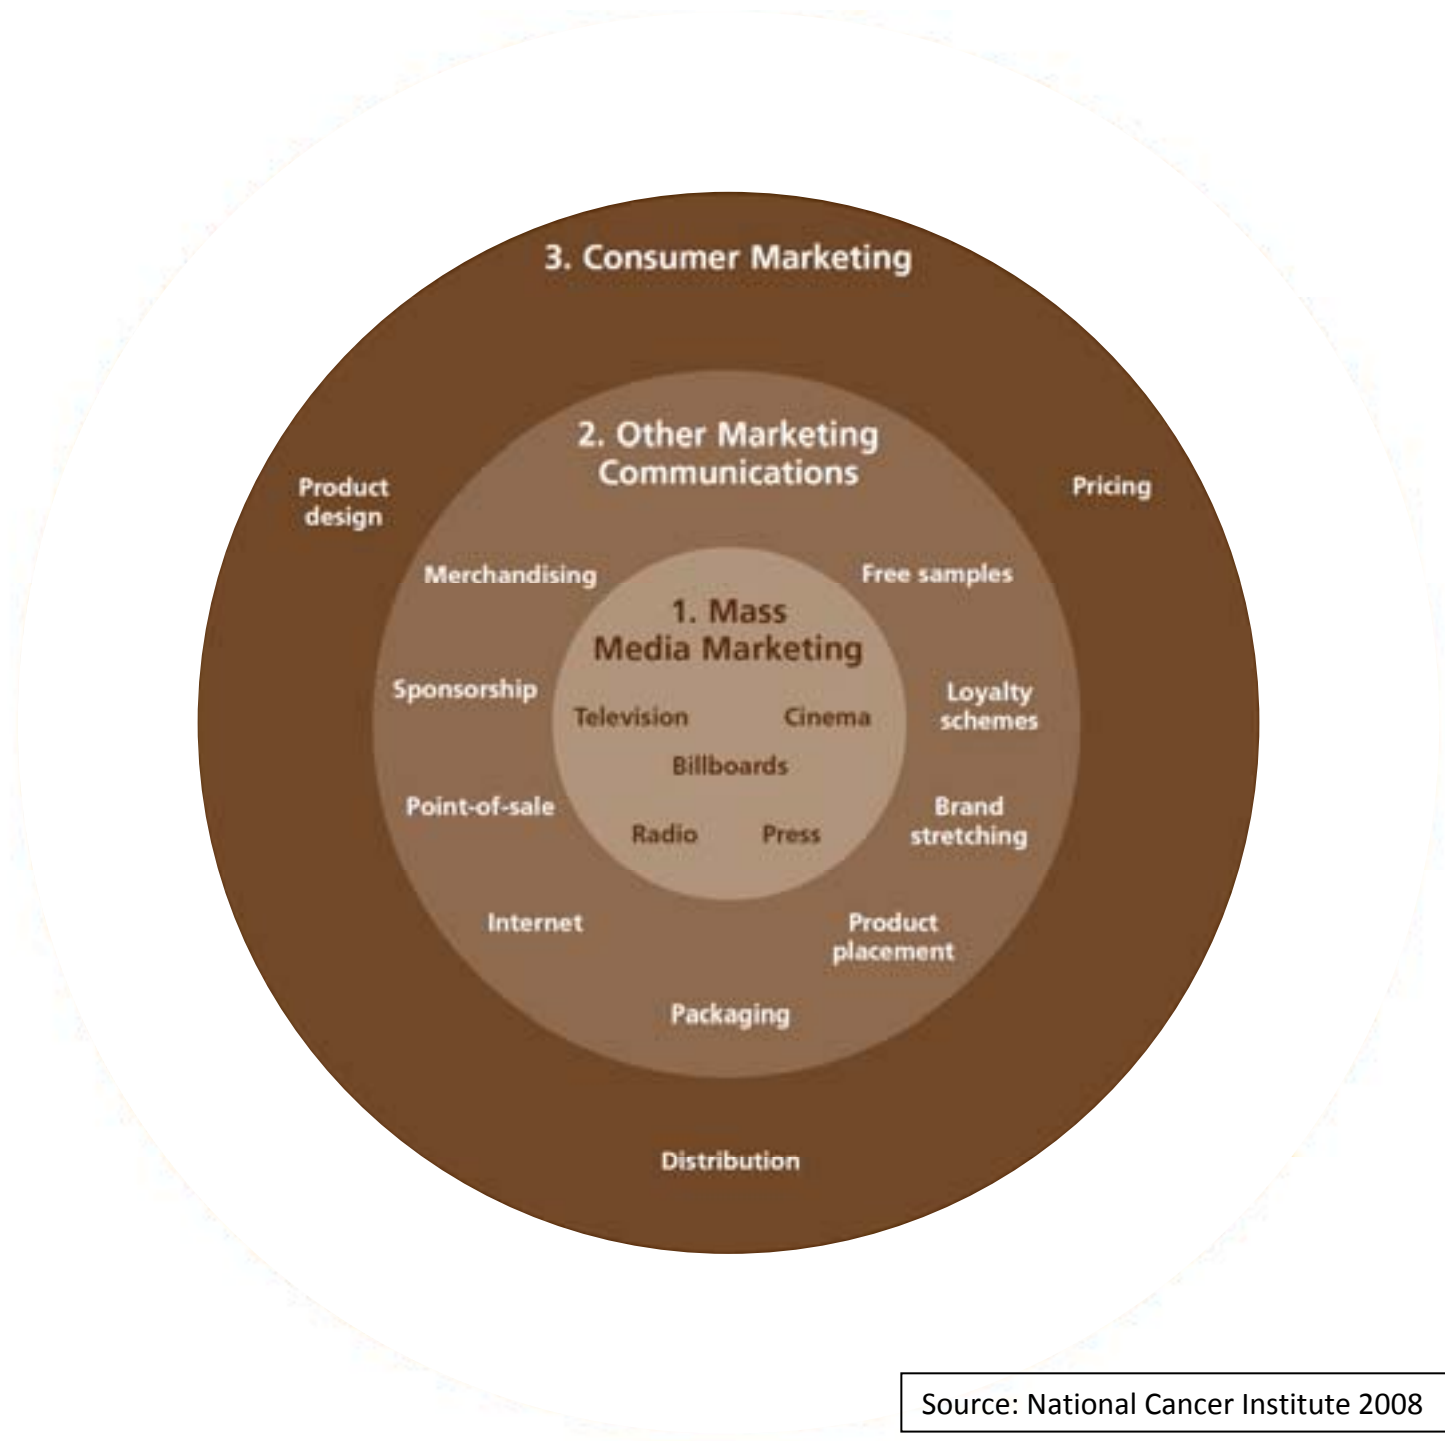 3. Consumer Marketing
2. Other Marketing
Communications
Product
design
Pricing
Merchandising
Free samples
1. Mass
Media Marketing
Sponsorship
Loyalty
schemes
Television
Cinema
Billboards
Point-of-sale
Brand
stretching
Radio
Press
Internet
Product
placement
Packaging
Distribution
Source: National Cancer Institute 2008